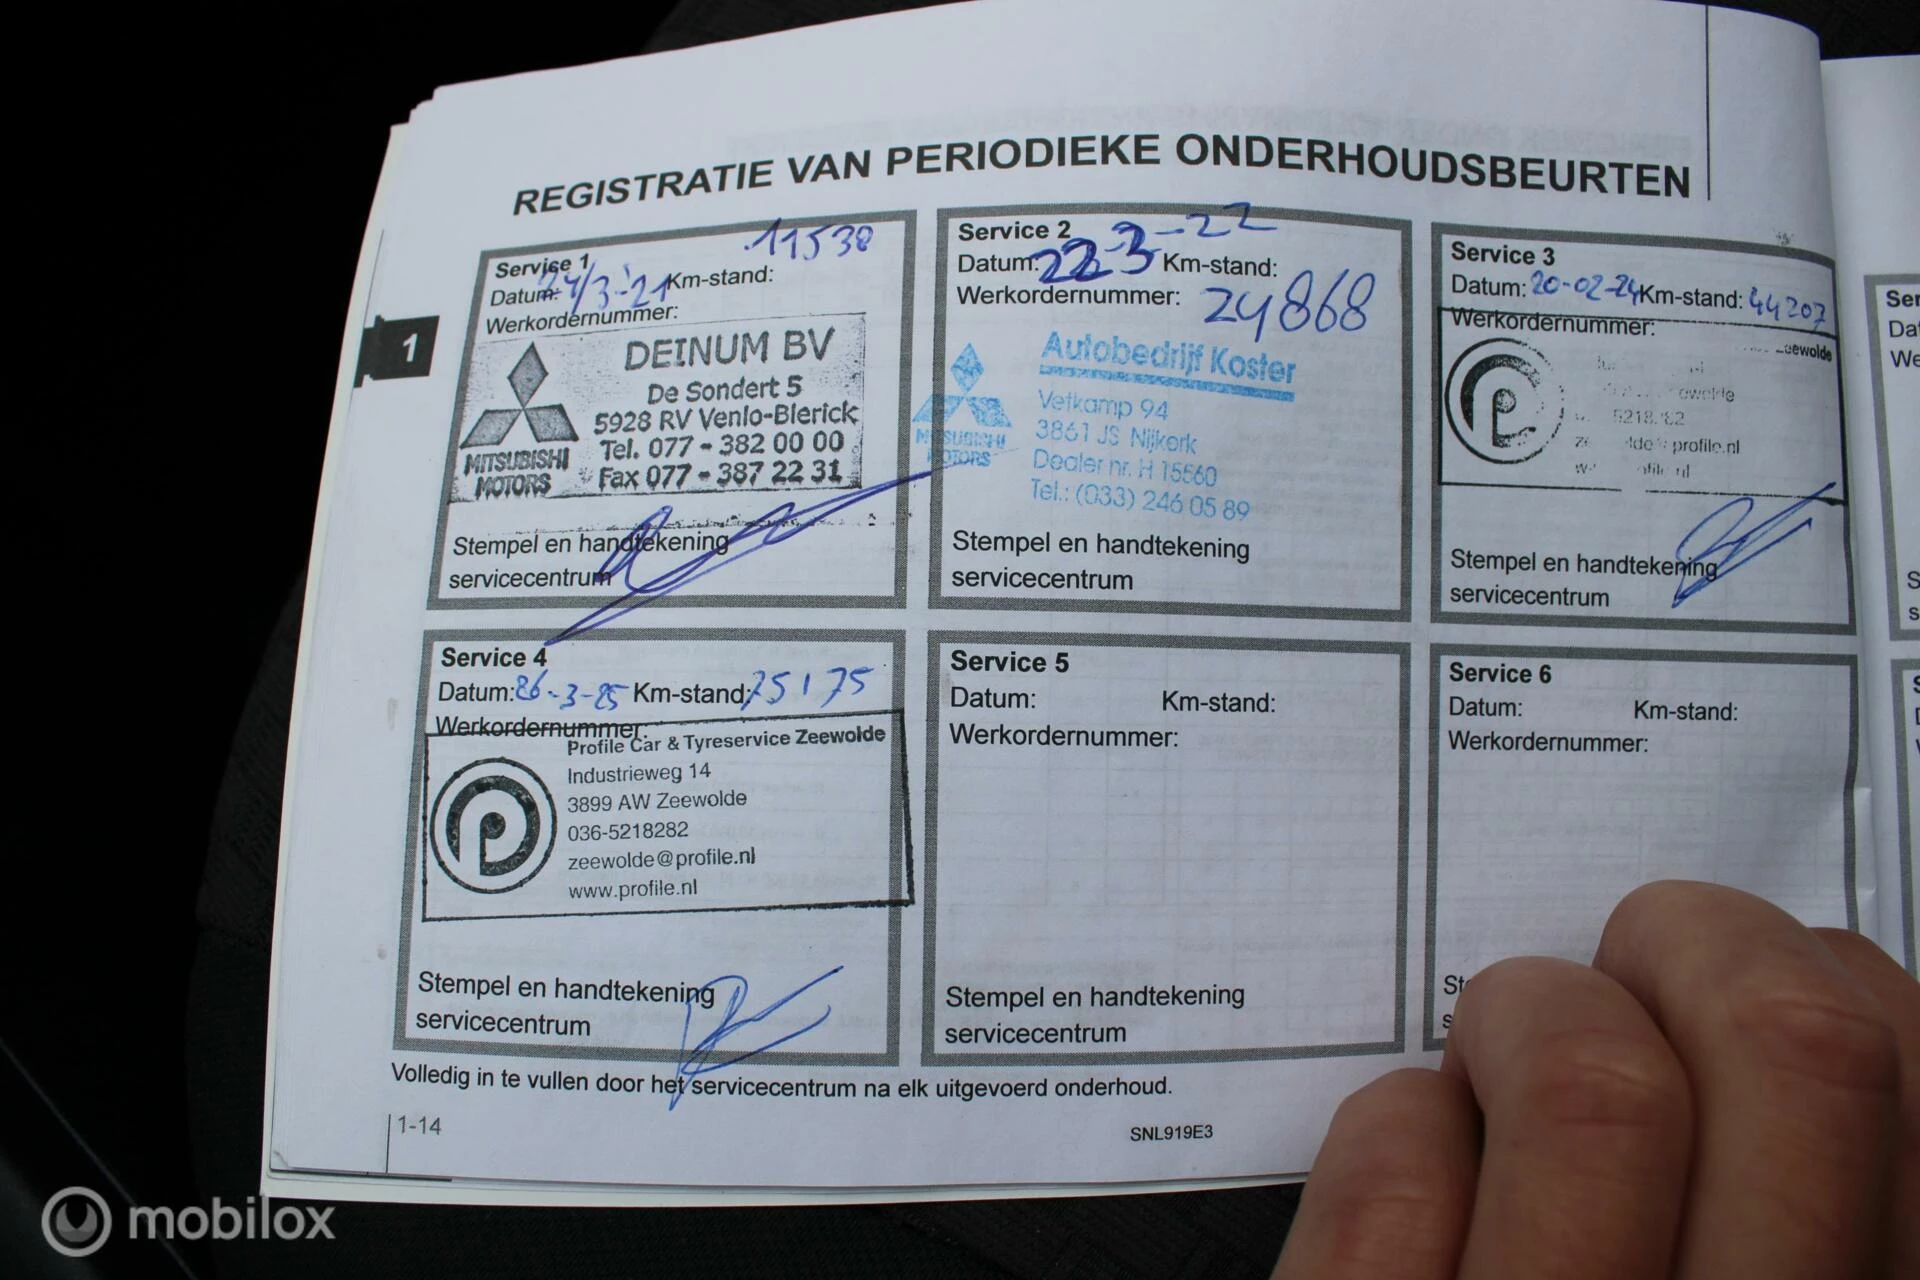 REGISTRATIE VAN PERIODIEKE ONDERHOUDSBEURTEN
1
Service 1
Datum: 24/3-'21 Km-stand: 11538
Werkordernummer:
DEINUM BV
De Sondert 5
5928 RV Venlo-Blerick
Tel. 077 - 382 00 00
Fax 077 - 387 22 31
MITSUBISHI
MOTORS
Stempel en handtekening
servicecentrum
Service 2
Datum: 22-3-22 Km-stand:
Werkordernummer: 24868
Autobedrijf Koster
Vetkamp 94
3861 JS Nijkerk
Dealer nr. H 15560
Tel.: (033) 246 05 89
MITSUBISHI
MOTORS
Stempel en handtekening
servicecentrum
Service 3
Datum: 20-02-24 Km-stand: 44207
Werkordernummer:
Zeewolde
profile.nl
Stempel en handtekening
servicecentrum
Service 4
Datum: 26-3-25 Km-stand: 75175
Werkordernummer:
Profile Car & Tyreservice Zeewolde
Industrieweg 14
3899 AW Zeewolde
036-5218282
zeewolde@profile.nl
www.profile.nl
Stempel en handtekening
servicecentrum
Service 5
Datum: Km-stand:
Werkordernummer:
Stempel en handtekening
servicecentrum
Service 6
Datum: Km-stand:
Werkordernummer:
Volledig in te vullen door het servicecentrum na elk uitgevoerd onderhoud.
1-14
SNL919E3
mobilox